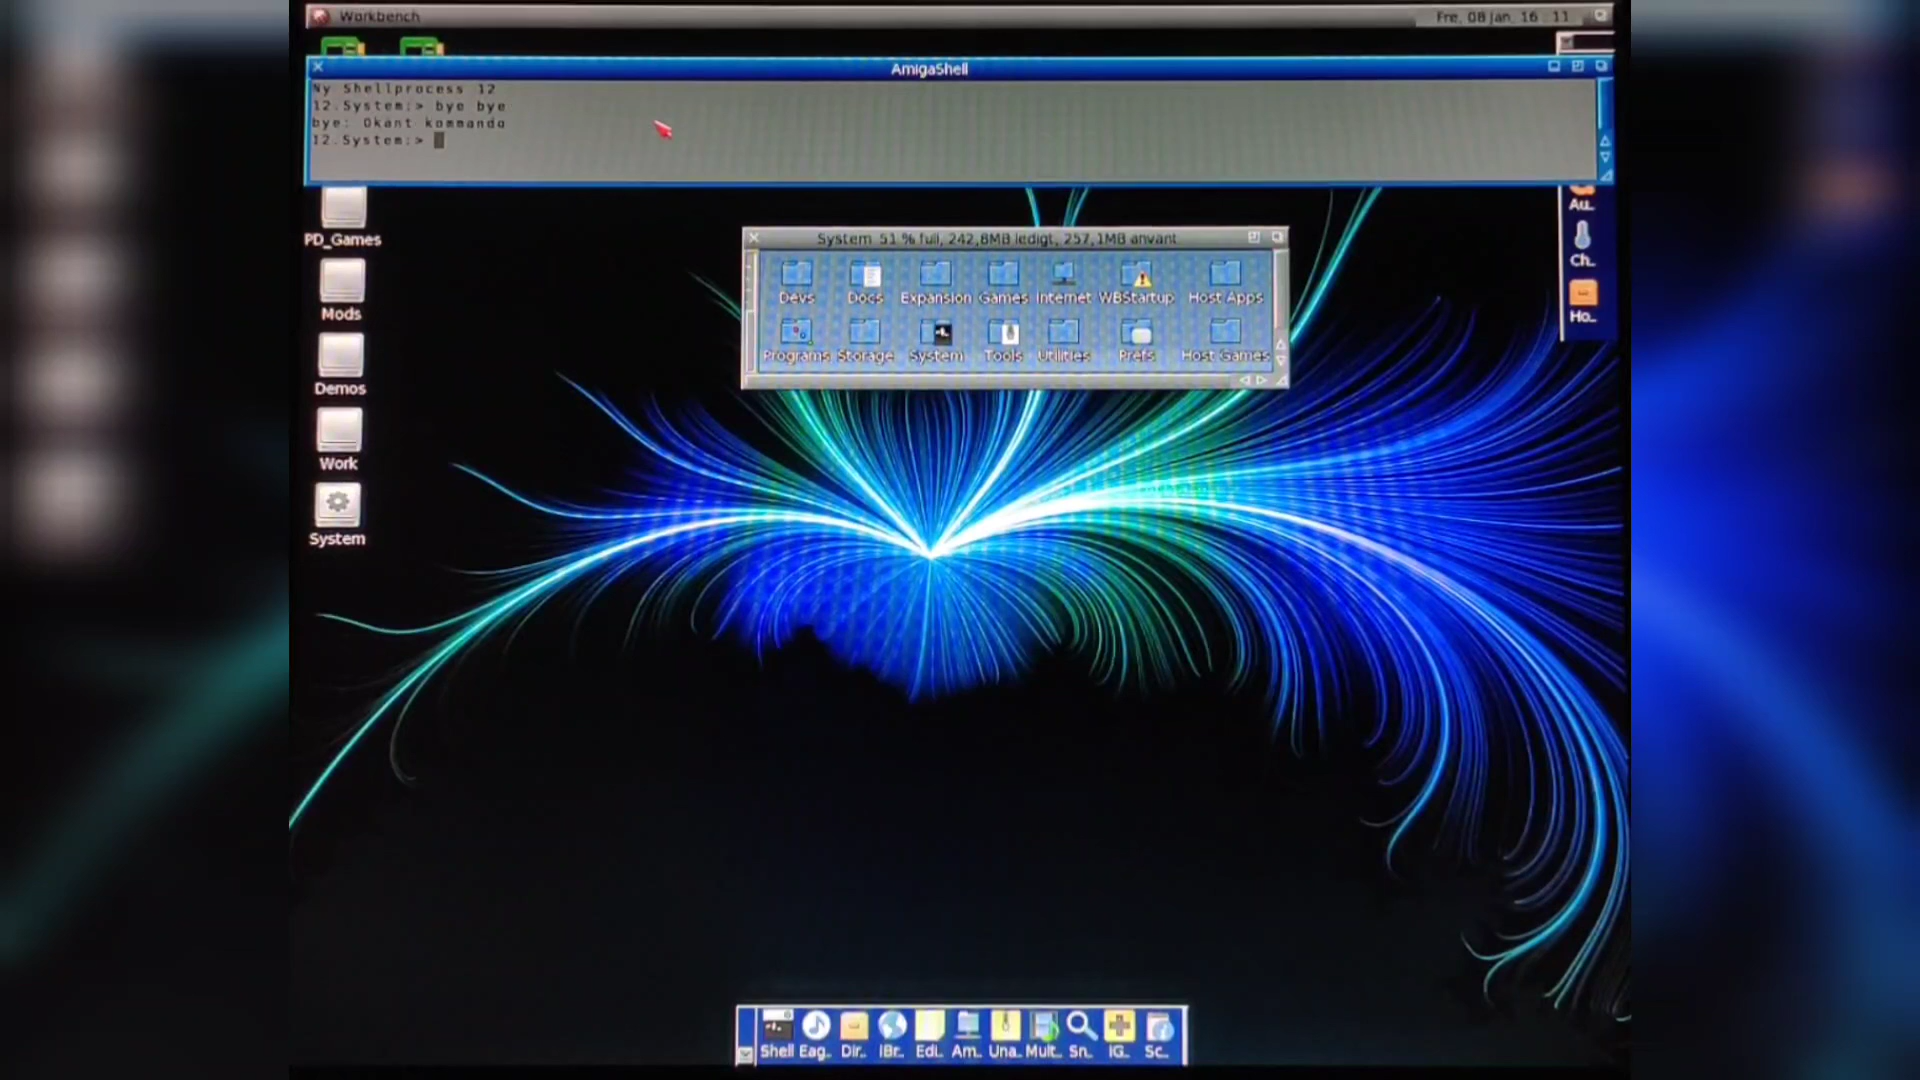 Workbench
Fre, 08 Jan, 16 : 11
AmigaShell
Ny Shellprocess 12
12.System:> bye bye
bye: Okänt kommando
12.System:>
PD_Games
Mods
Demos
Work
System
Au..
Ch..
Ho..
System 51 % full, 242,8MB ledigt, 257,1MB använt
Devs Docs Expansion Games Internet WBStartup Host Apps
Programs Storage System Tools Utilities Prefs Host Games
Shell Eag.. Dir.. IBr.. Edi.. Am.. Una.. Mult.. Sn.. IG.. Sc..